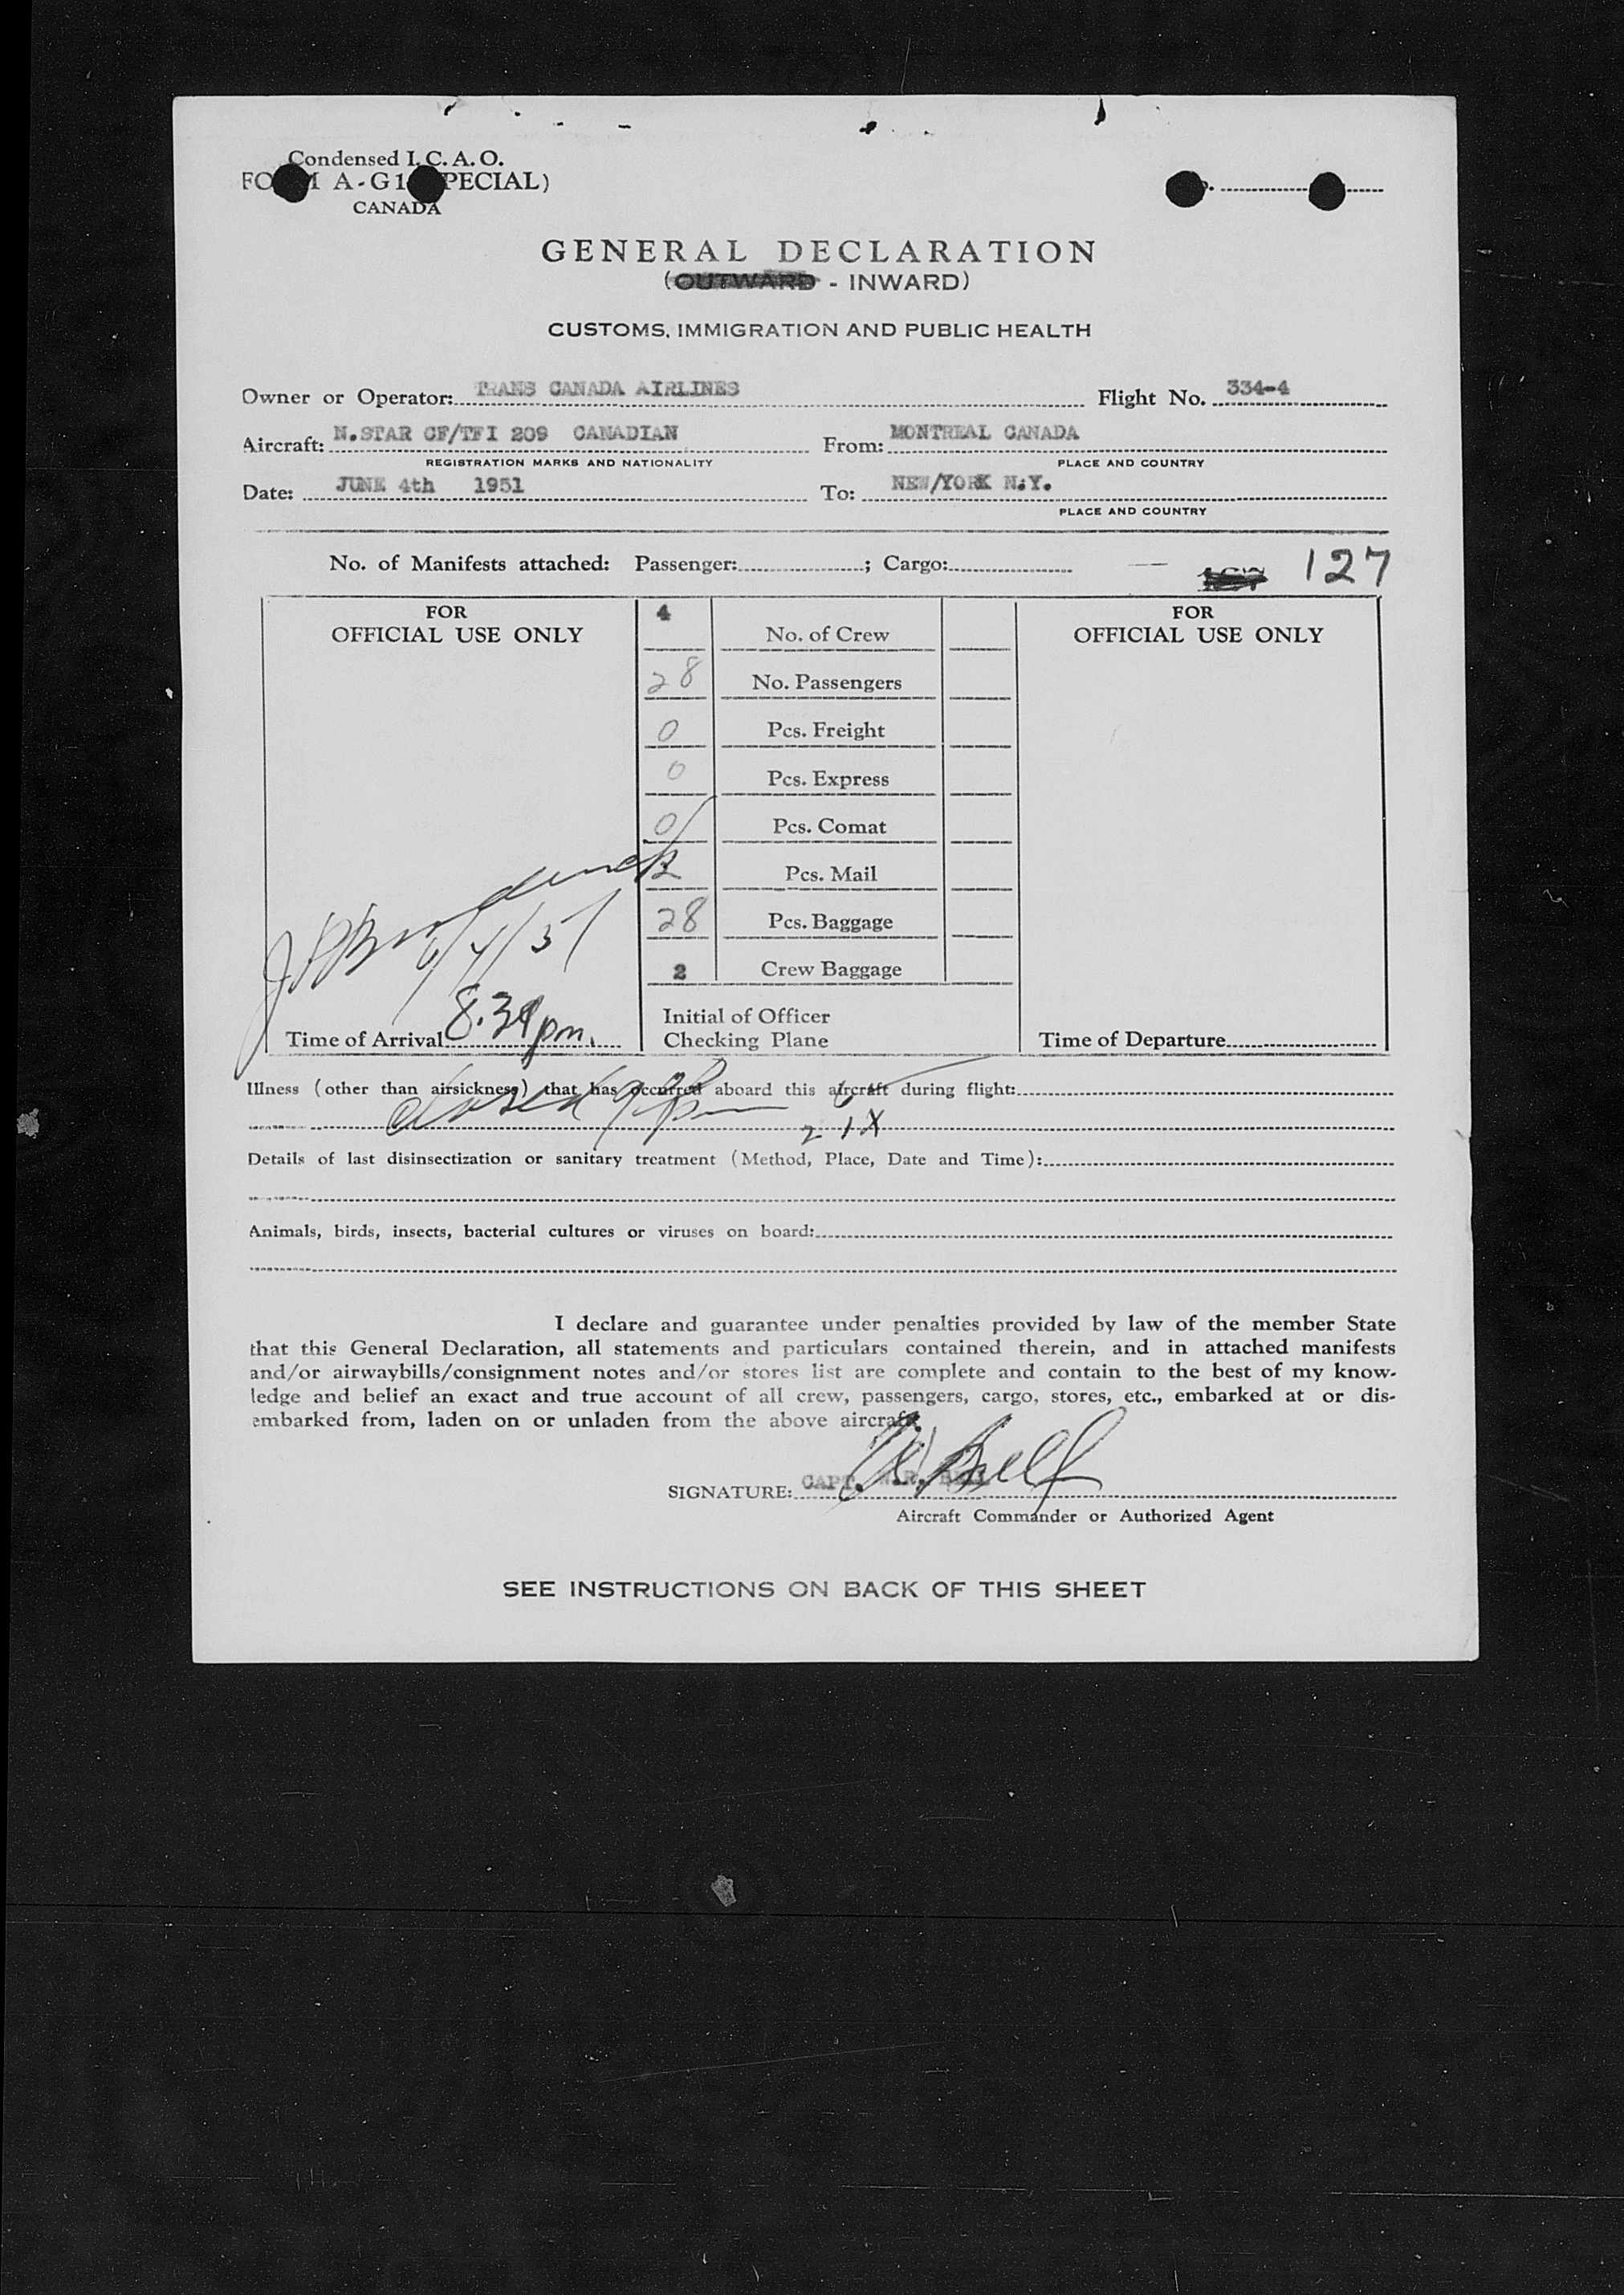 Condensed I.C.A.O.
A-G1
CANADA
GENERAL DECLARATION
(OUTWARD - INWARD)
CUSTOMS, IMMIGRATION AND PUBLIC HEALTH
Owner or Operator: TRANS CANADA AIRLINES Flight No. 334-4
Aircraft: N.STAR CF/TFI 209 CANADIAN From: MONTREAL CANADA
REGISTRATION MARKS AND NATIONALITY PLACE AND COUNTRY
Date: JUNE 4th 1951 To: NEW/YORK N.Y.
PLACE AND COUNTRY
No. of Manifests attached: Passenger: ; Cargo: 127
FOR 4 FOR
OFFICIAL USE ONLY No. of Crew OFFICIAL USE ONLY
28 No. Passengers
0 Pcs. Freight
0 Pcs. Express
0 Pcs. Comat
Pcs. Mail
28 Pcs. Baggage
6/4/51
2 Crew Baggage
Initial of Officer
Time of Arrival 8.39 pm. Checking Plane Time of Departure
Illness (other than airsickness) that has occurred aboard this aircraft during flight:
closed
2 1X
Details of last disinsectization or sanitary treatment (Method, Place, Date and Time):
Animals, birds, insects, bacterial cultures or viruses on board:
I declare and guarantee under penalties provided by law of the member State
that this General Declaration, all statements and particulars contained therein, and in attached manifests
and/or airwaybills/consignment notes and/or stores list are complete and contain to the best of my know-
ledge and belief an exact and true account of all crew, passengers, cargo, stores, etc., embarked at or dis-
embarked from, laden on or unladen from the above aircraft.
SIGNATURE: CAPT. W.R. BELL
Aircraft Commander or Authorized Agent
SEE INSTRUCTIONS ON BACK OF THIS SHEET